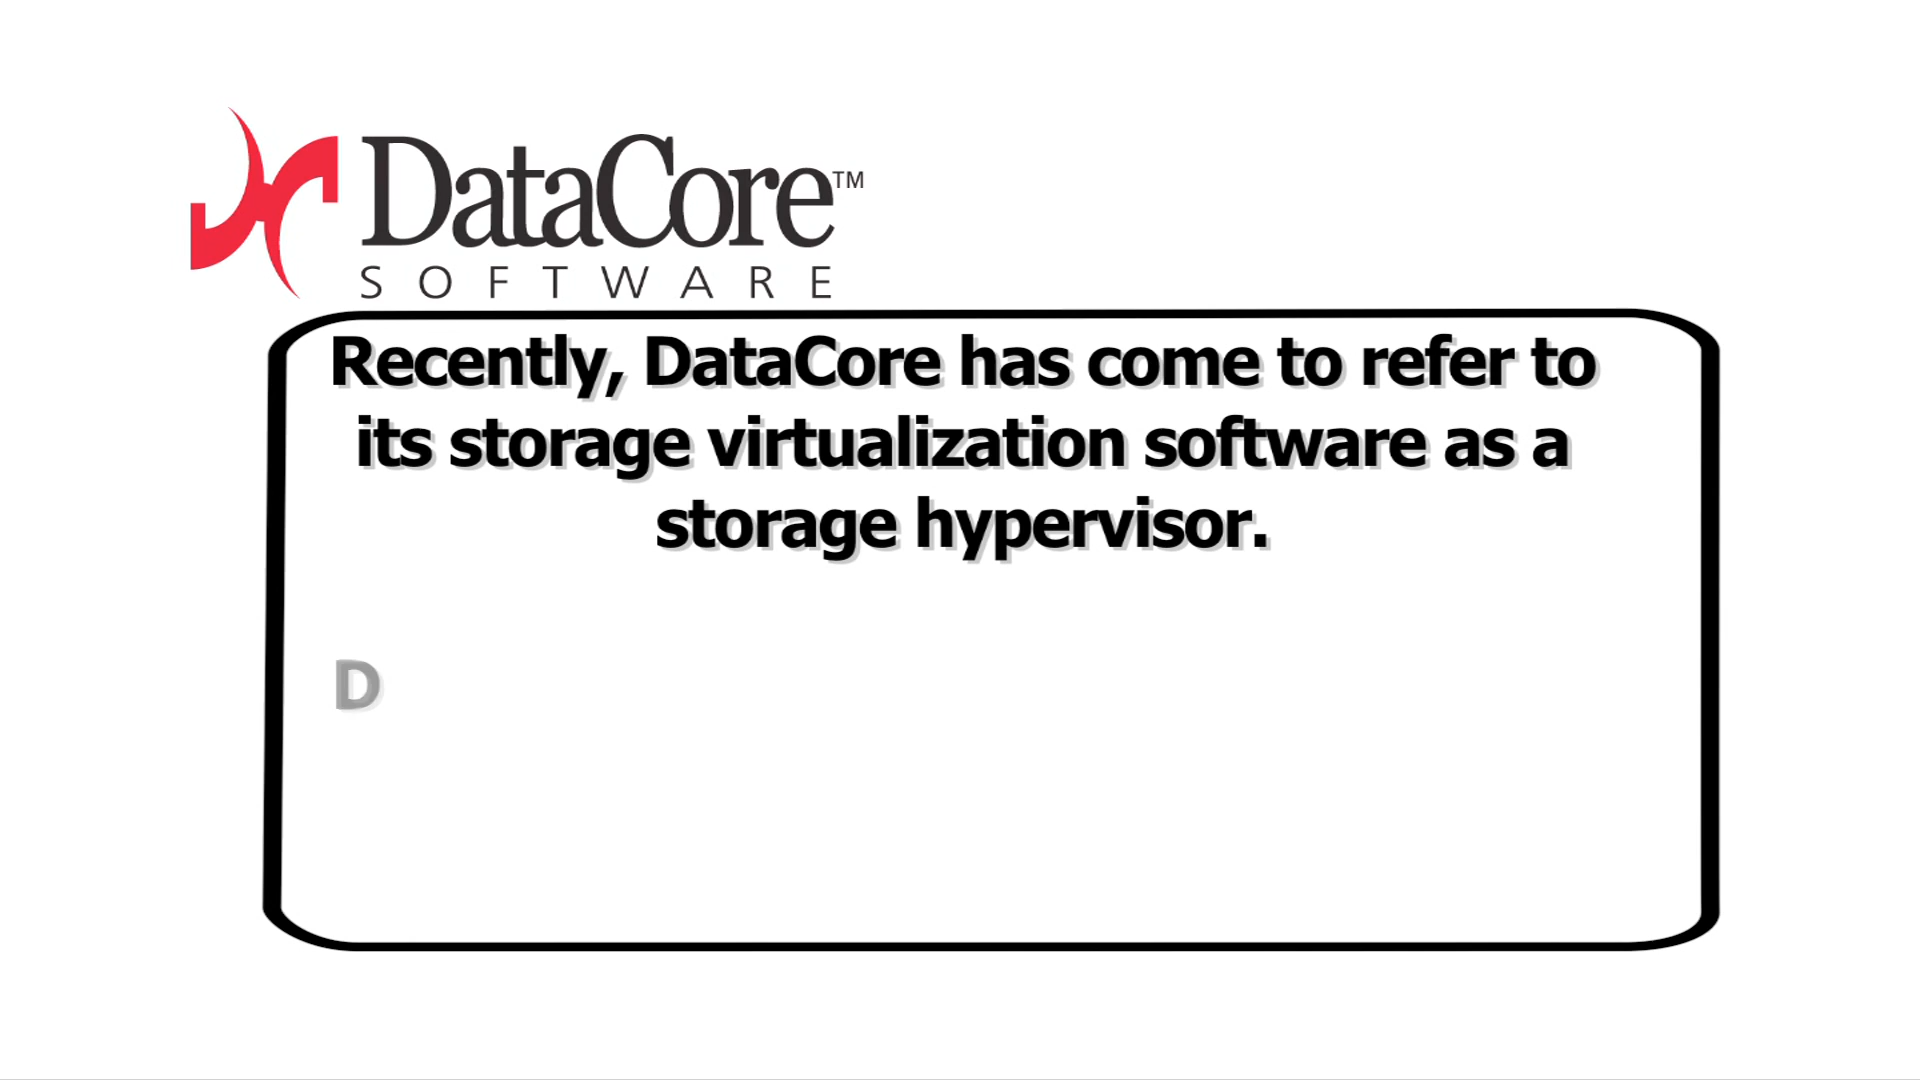 DataCore™
SOFTWARE
Recently, DataCore has come to refer to
its storage virtualization software as a
storage hypervisor.
D